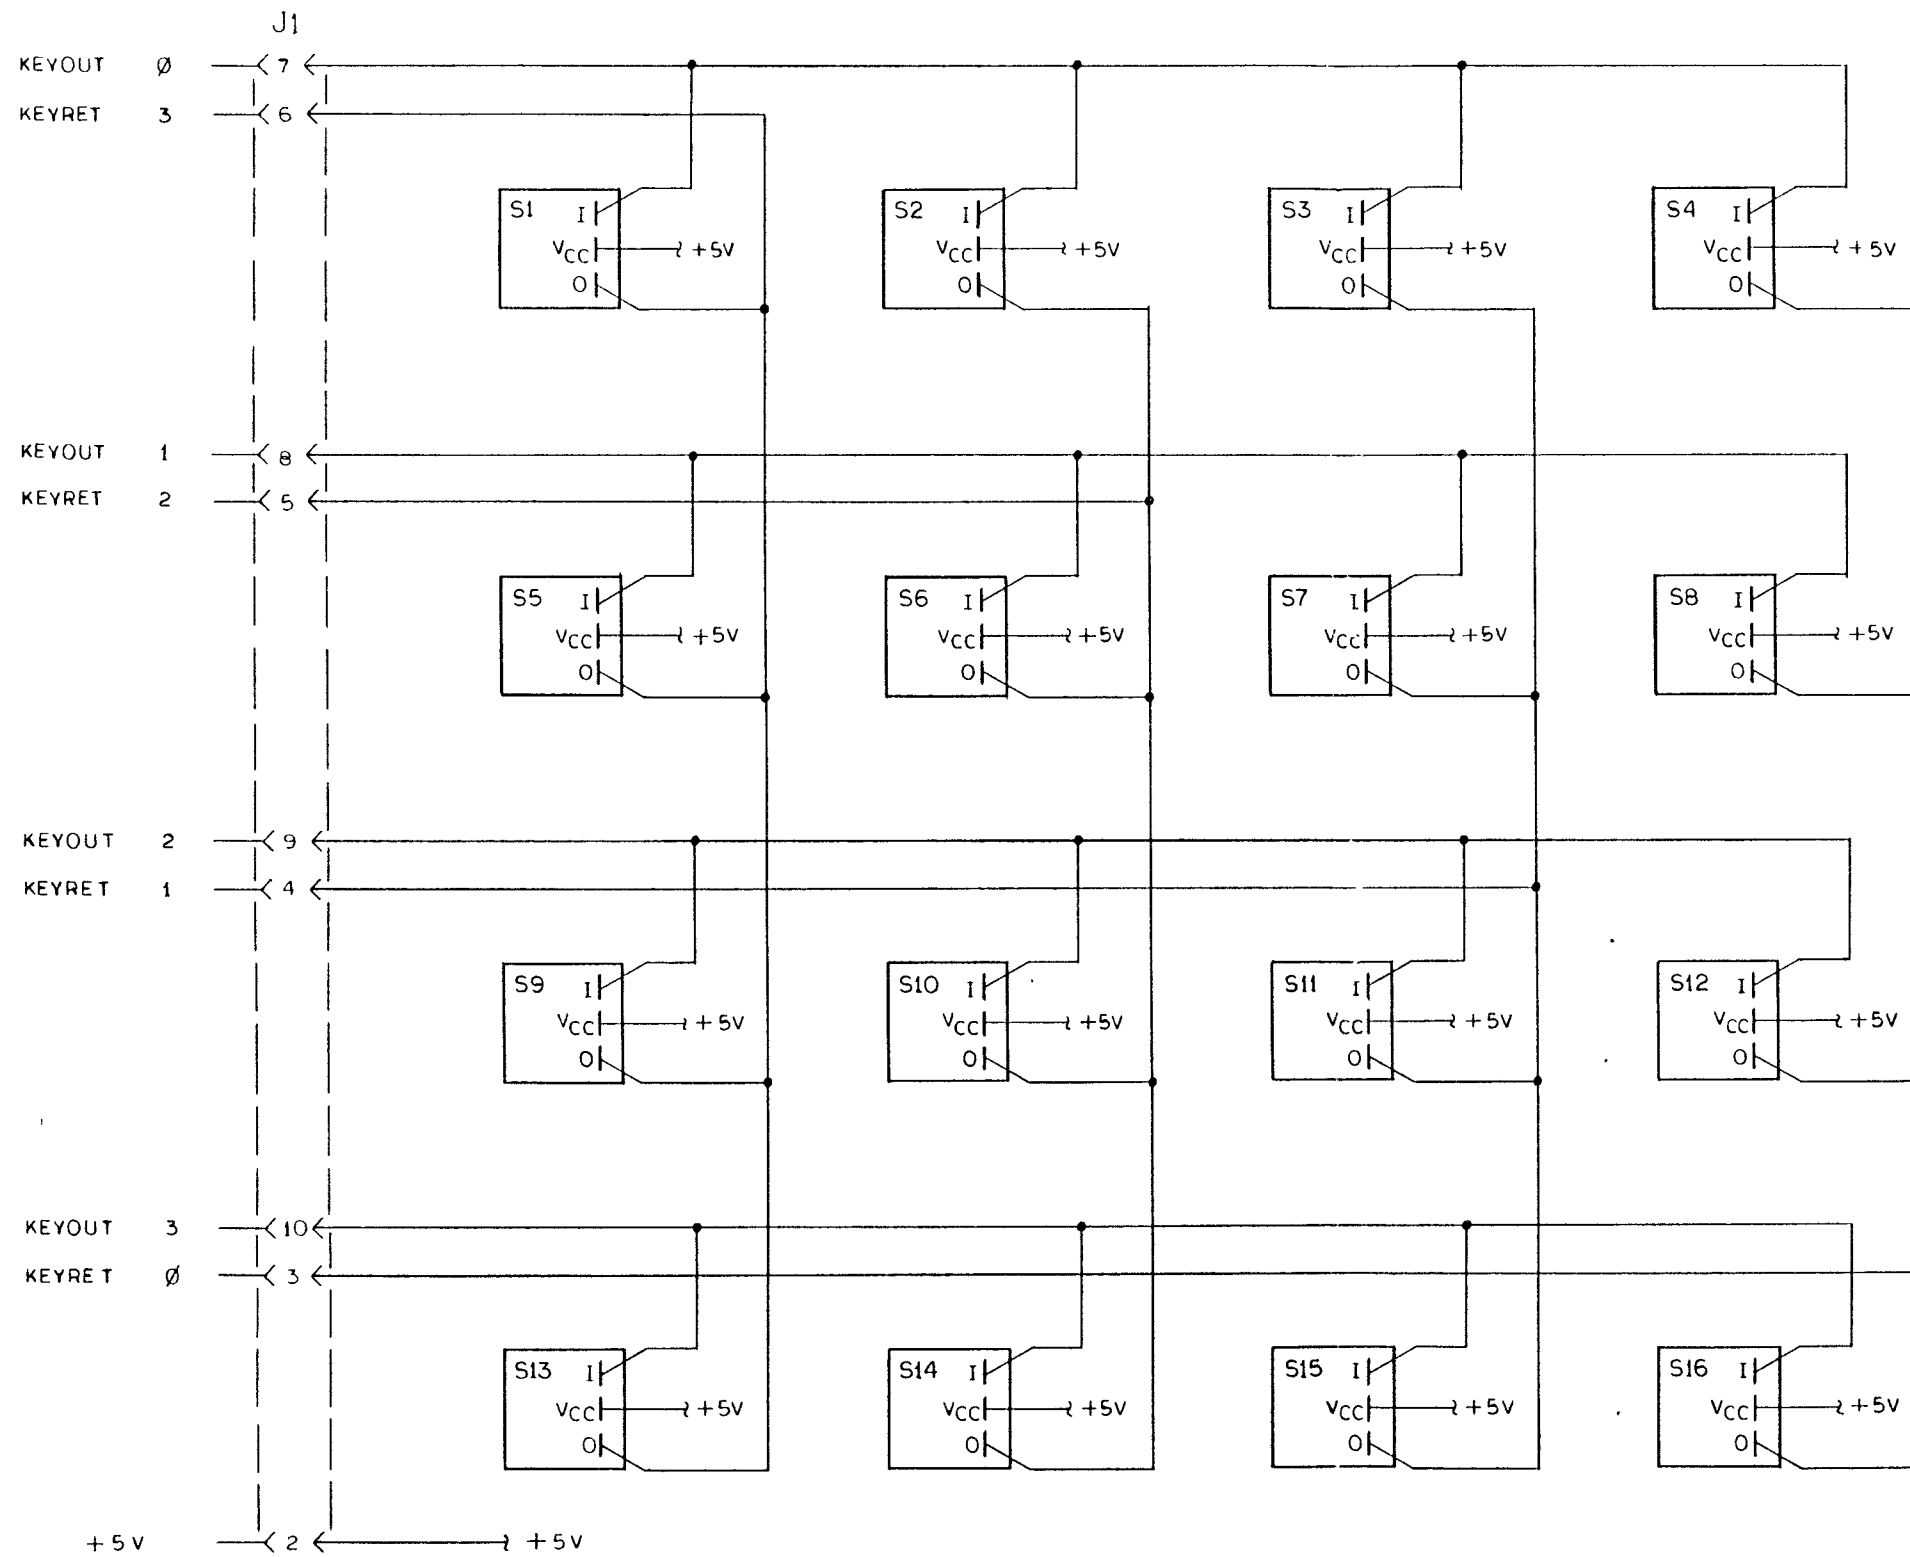 J1
KEYOUT Ø 7
KEYRET 3 6
S1 I S2 I S3 I S4 I
VCC +5V VCC +5V VCC +5V VCC +5V
O O O O
KEYOUT 1 8
KEYRET 2 5
S5 I S6 I S7 I S8 I
VCC +5V VCC +5V VCC +5V VCC +5V
O O O O
KEYOUT 2 9
KEYRET 1 4
S9 I S10 I S11 I S12 I
VCC +5V VCC +5V VCC +5V VCC +5V
O O O O
KEYOUT 3 10
KEYRET Ø 3
S13 I S14 I S15 I S16 I
VCC +5V VCC +5V VCC +5V VCC +5V
O O O O
+5V 2 +5V